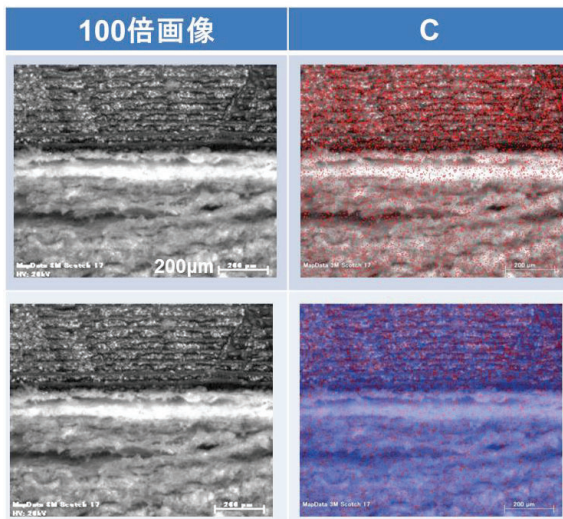 100倍画像
C
MapData 3M Scotch 17
HV: 20kV
200μm
200 μm
MapData 3M Scotch 17
200 μm
MapData 3M Scotch 17
HV: 20kV
200 μm
MapData 3M Scotch 17
200 μm